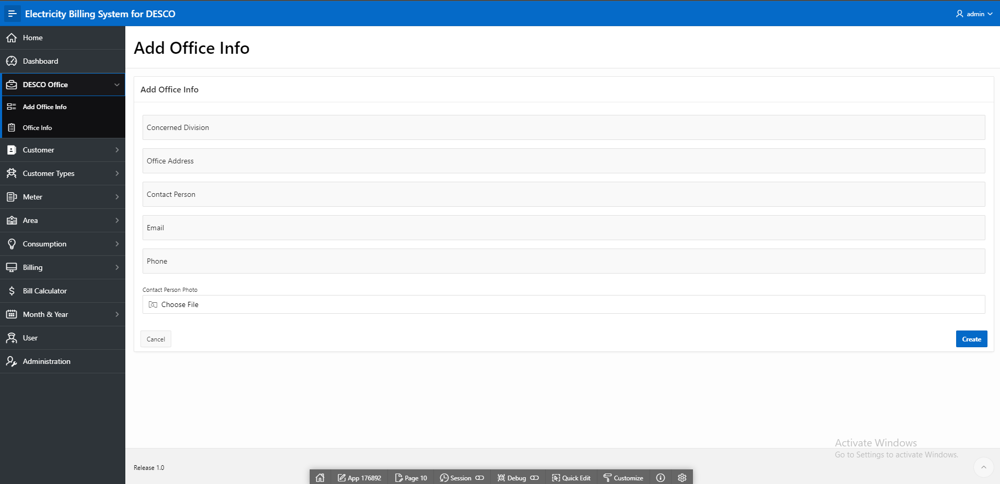 Electricity Billing System for DESCO
admin
Home
Dashboard
DESCO Office
Add Office Info
Office Info
Customer
Customer Types
Meter
Area
Consumption
Billing
Bill Calculator
Month & Year
User
Administration
Add Office Info
Add Office Info
Concerned Division
Office Address
Contact Person
Email
Phone
Contact Person Photo
Choose File
Cancel
Create
Activate Windows
Go to Settings to activate Windows.
Release 1.0
App 176892
Page 10
Session
Debug
Quick Edit
Customize